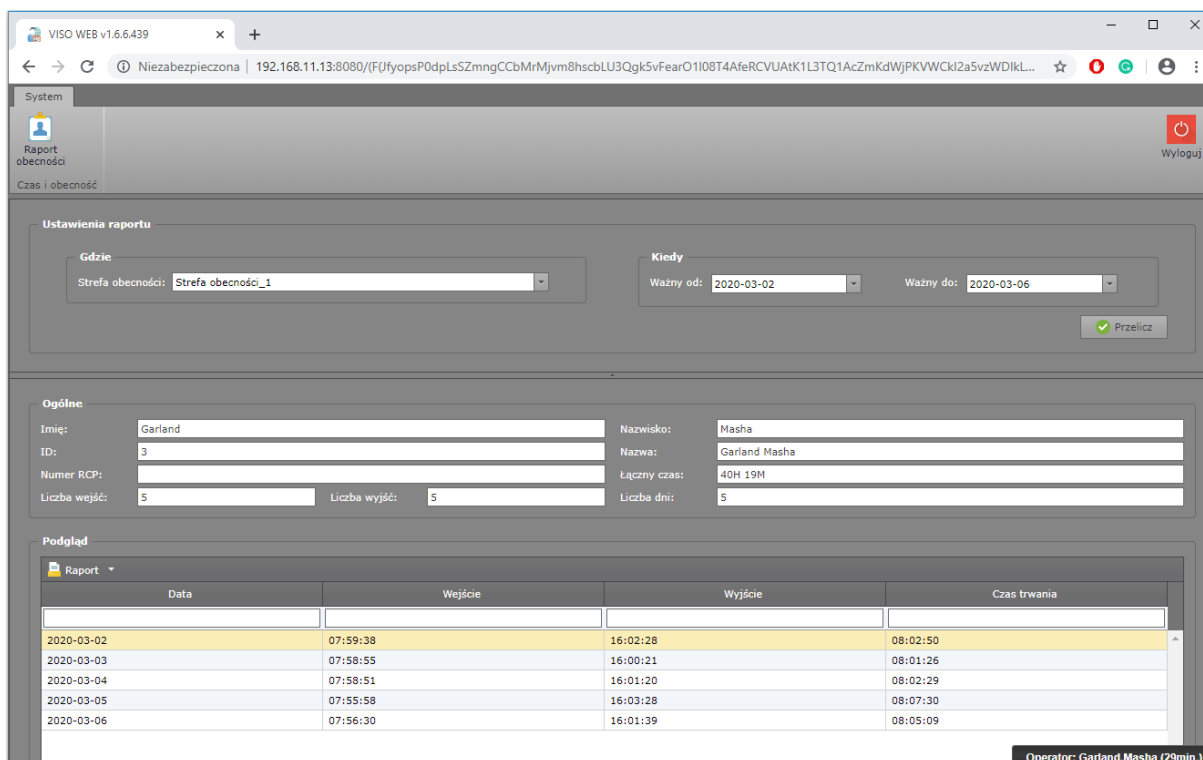 VISO WEB v1.6.6.439
Niezabezpieczona | 192.168.11.13:8080/(F(JfyopsP0dpLsSZmngCCbMrMjvm8hscbLU3Qgk5vFearO1I08T4AfeRCVUAtK1L3TQ1AcZmKdWjPKVWCkI2a5vzWDIkL...
System
Raport
obecności
Wyloguj
Czas i obecność
Ustawienia raportu
Gdzie
Kiedy
Strefa obecności: Strefa obecności_1
Ważny od: 2020-03-02 Ważny do: 2020-03-06
Przelicz
Ogólne
Imię: Garland Nazwisko: Masha
ID: 3 Nazwa: Garland Masha
Numer RCP: Łączny czas: 40H 19M
Liczba wejść: 5 Liczba wyjść: 5 Liczba dni: 5
Podgląd
Raport
Data Wejście Wyjście Czas trwania
2020-03-02 07:59:38 16:02:28 08:02:50
2020-03-03 07:58:55 16:00:21 08:01:26
2020-03-04 07:58:51 16:01:20 08:02:29
2020-03-05 07:55:58 16:03:28 08:07:30
2020-03-06 07:56:30 16:01:39 08:05:09
Operator: Garland Masha (29min.)